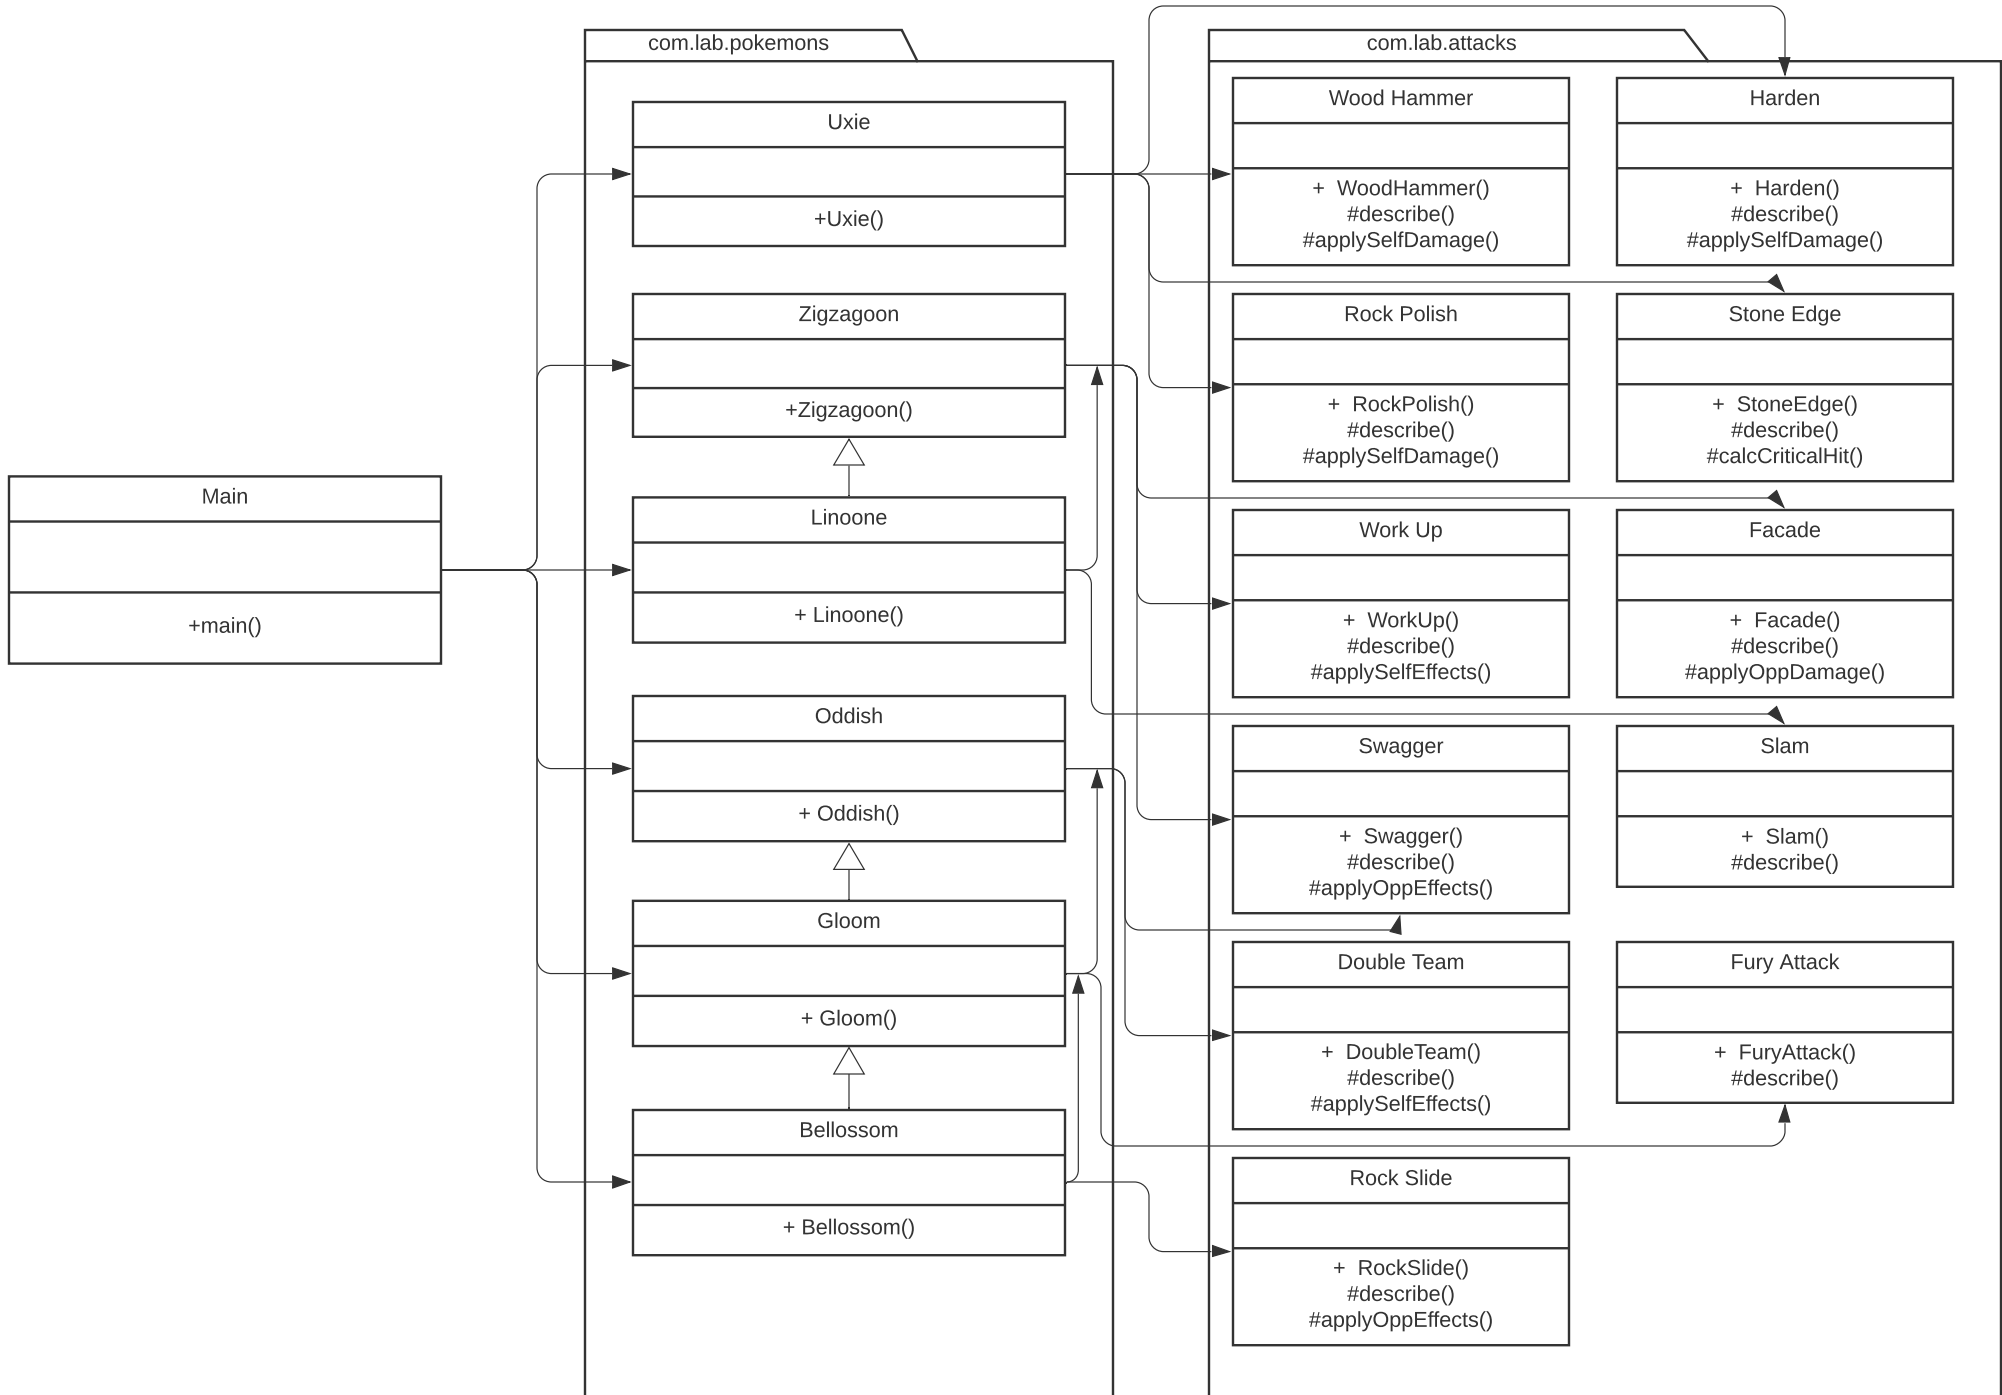 com.lab.pokemons
com.lab.attacks
Main
+main()
Uxie
+Uxie()
Zigzagoon
+Zigzagoon()
Linoone
+ Linoone()
Oddish
+ Oddish()
Gloom
+ Gloom()
Bellossom
+ Bellossom()
Wood Hammer
+ WoodHammer()
#describe()
#applySelfDamage()
Harden
+ Harden()
#describe()
#applySelfDamage()
Rock Polish
+ RockPolish()
#describe()
#applySelfDamage()
Stone Edge
+ StoneEdge()
#describe()
#calcCriticalHit()
Work Up
+ WorkUp()
#describe()
#applySelfEffects()
Facade
+ Facade()
#describe()
#applyOppDamage()
Swagger
+ Swagger()
#describe()
#applyOppEffects()
Slam
+ Slam()
#describe()
Double Team
+ DoubleTeam()
#describe()
#applySelfEffects()
Fury Attack
+ FuryAttack()
#describe()
Rock Slide
+ RockSlide()
#describe()
#applyOppEffects()